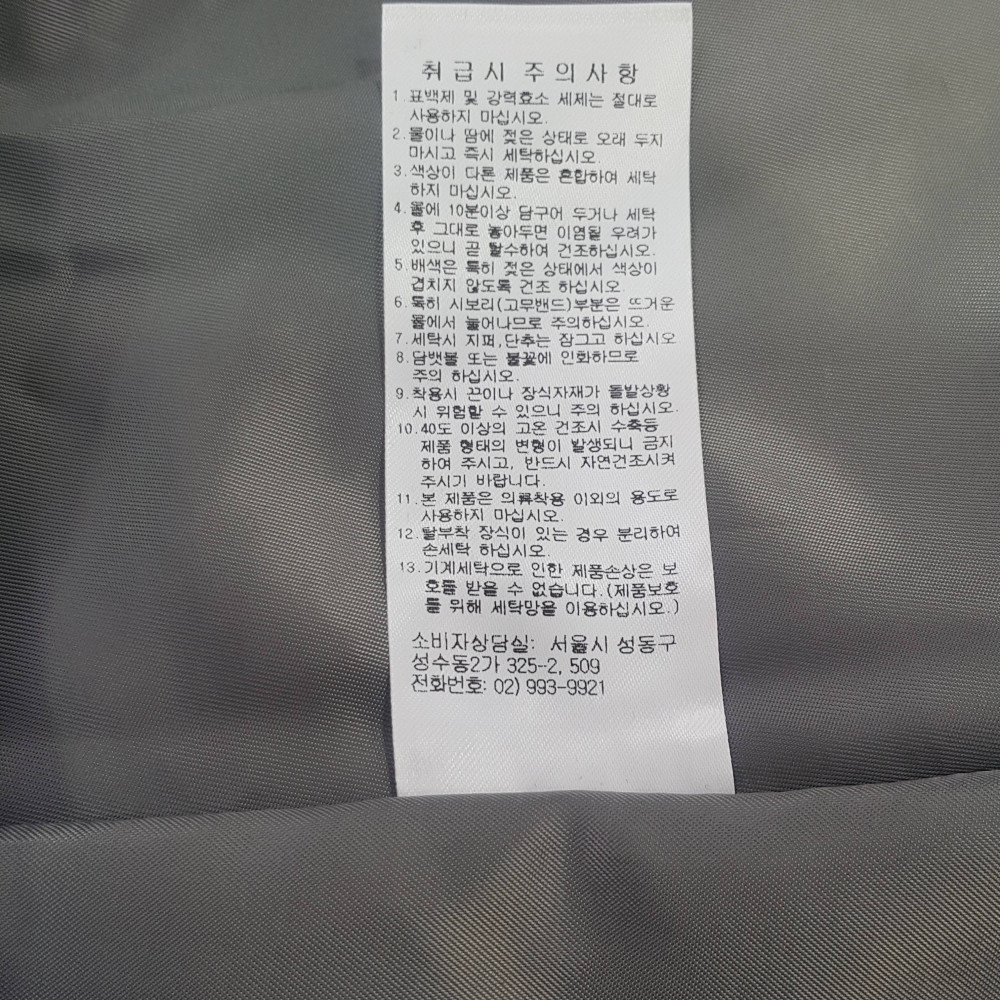 취급시 주의사항
1.표백제 및 강력효소 세제는 절대로
사용하지 마십시오.
2.물이나 땀에 젖은 상태로 오래 두지
마시고 즉시 세탁하십시오.
3.색상이 다른 제품은 혼합하여 세탁
하지 마십시오.
4.물에 10분이상 담구어 두거나 세탁
후 그대로 놓아두면 이염될 우려가
있으니 곧 탈수하여 건조하십시오.
5.배색은 특히 젖은 상태에서 색상이
겹치지 않도록 건조 하십시오.
6.특히 시보리(고무밴드)부분은 뜨거운
물에서 늘어나므로 주의하십시오.
7.세탁시 지퍼,단추는 잠그고 하십시오
8.담뱃불 또는 불꽃에 인화하므로
주의 하십시오.
9.착용시 끈이나 장식자재가 돌발상황
시 위험할 수 있으니 주의 하십시오.
10.40도 이상의 고온 건조시 수축등
제품 형태의 변형이 발생되니 금지
하여 주시고, 반드시 자연건조시켜
주시기 바랍니다.
11.본 제품은 의류착용 이외의 용도로
사용하지 마십시오.
12.탈부착 장식이 있는 경우 분리하여
손세탁 하십시오.
13.기계세탁으로 인한 제품손상은 보
호를 받을 수 없습니다.(제품보호
를 위해 세탁망을 이용하십시오.)
소비자상담실: 서울시 성동구
성수동2가 325-2, 509
전화번호: 02) 993-9921